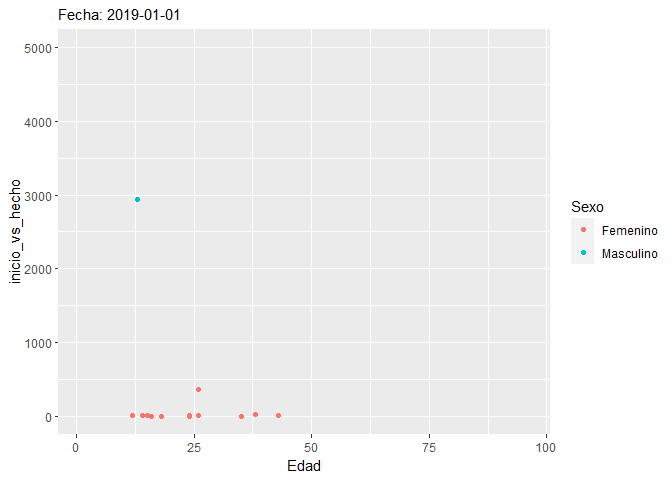 Fecha: 2019-01-01
5000
4000
3000
2000
1000
0
inicio_vs_hecho
0 25 50 75 100
Edad
Sexo
Femenino
Masculino